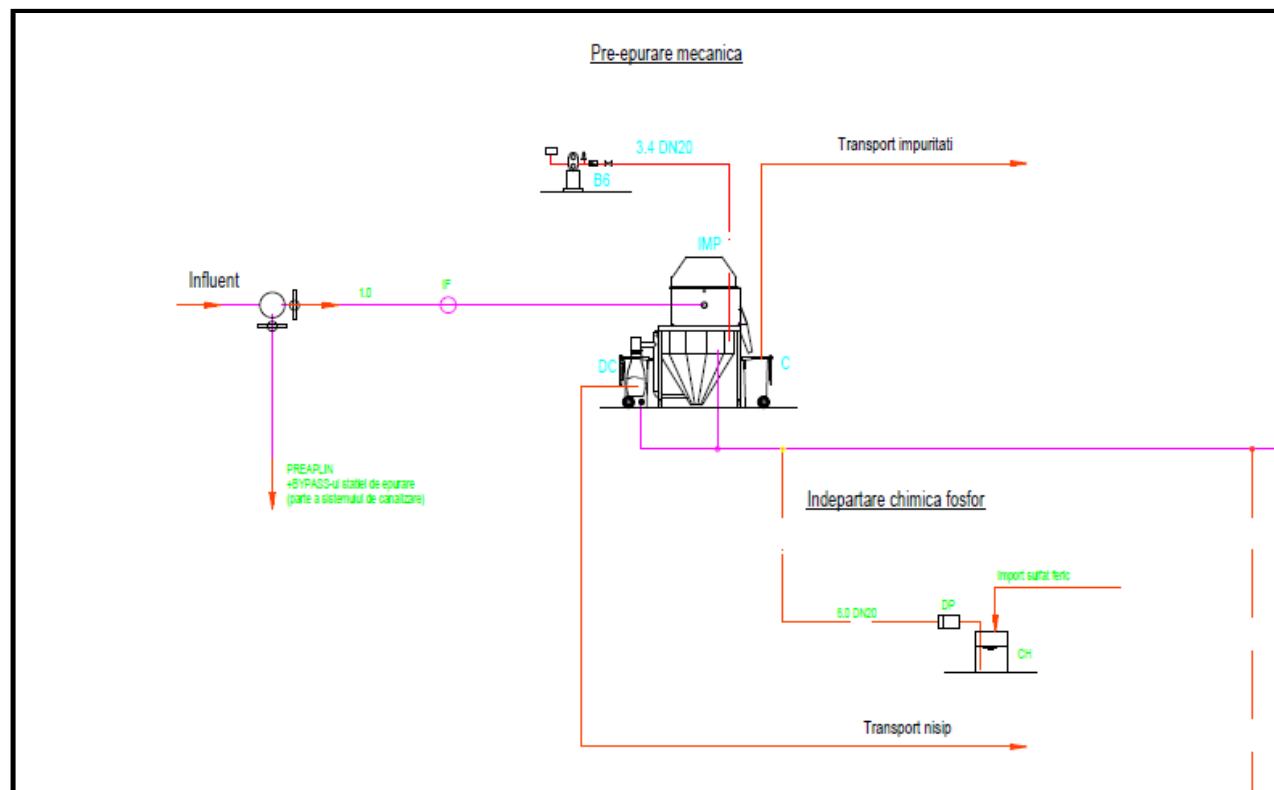 Pre-epurare mecanica
3.4 DN20
Transport impuritati
B6
IMP
Influent
1.0
IF
DC
C
PREAPLIN
+BYPASS-ul statiei de epurare
(parte a sistemului de canalizare)
Indepartare chimica fosfor
Import sulfat feric
6.0 DN20
DP
CH
Transport nisip